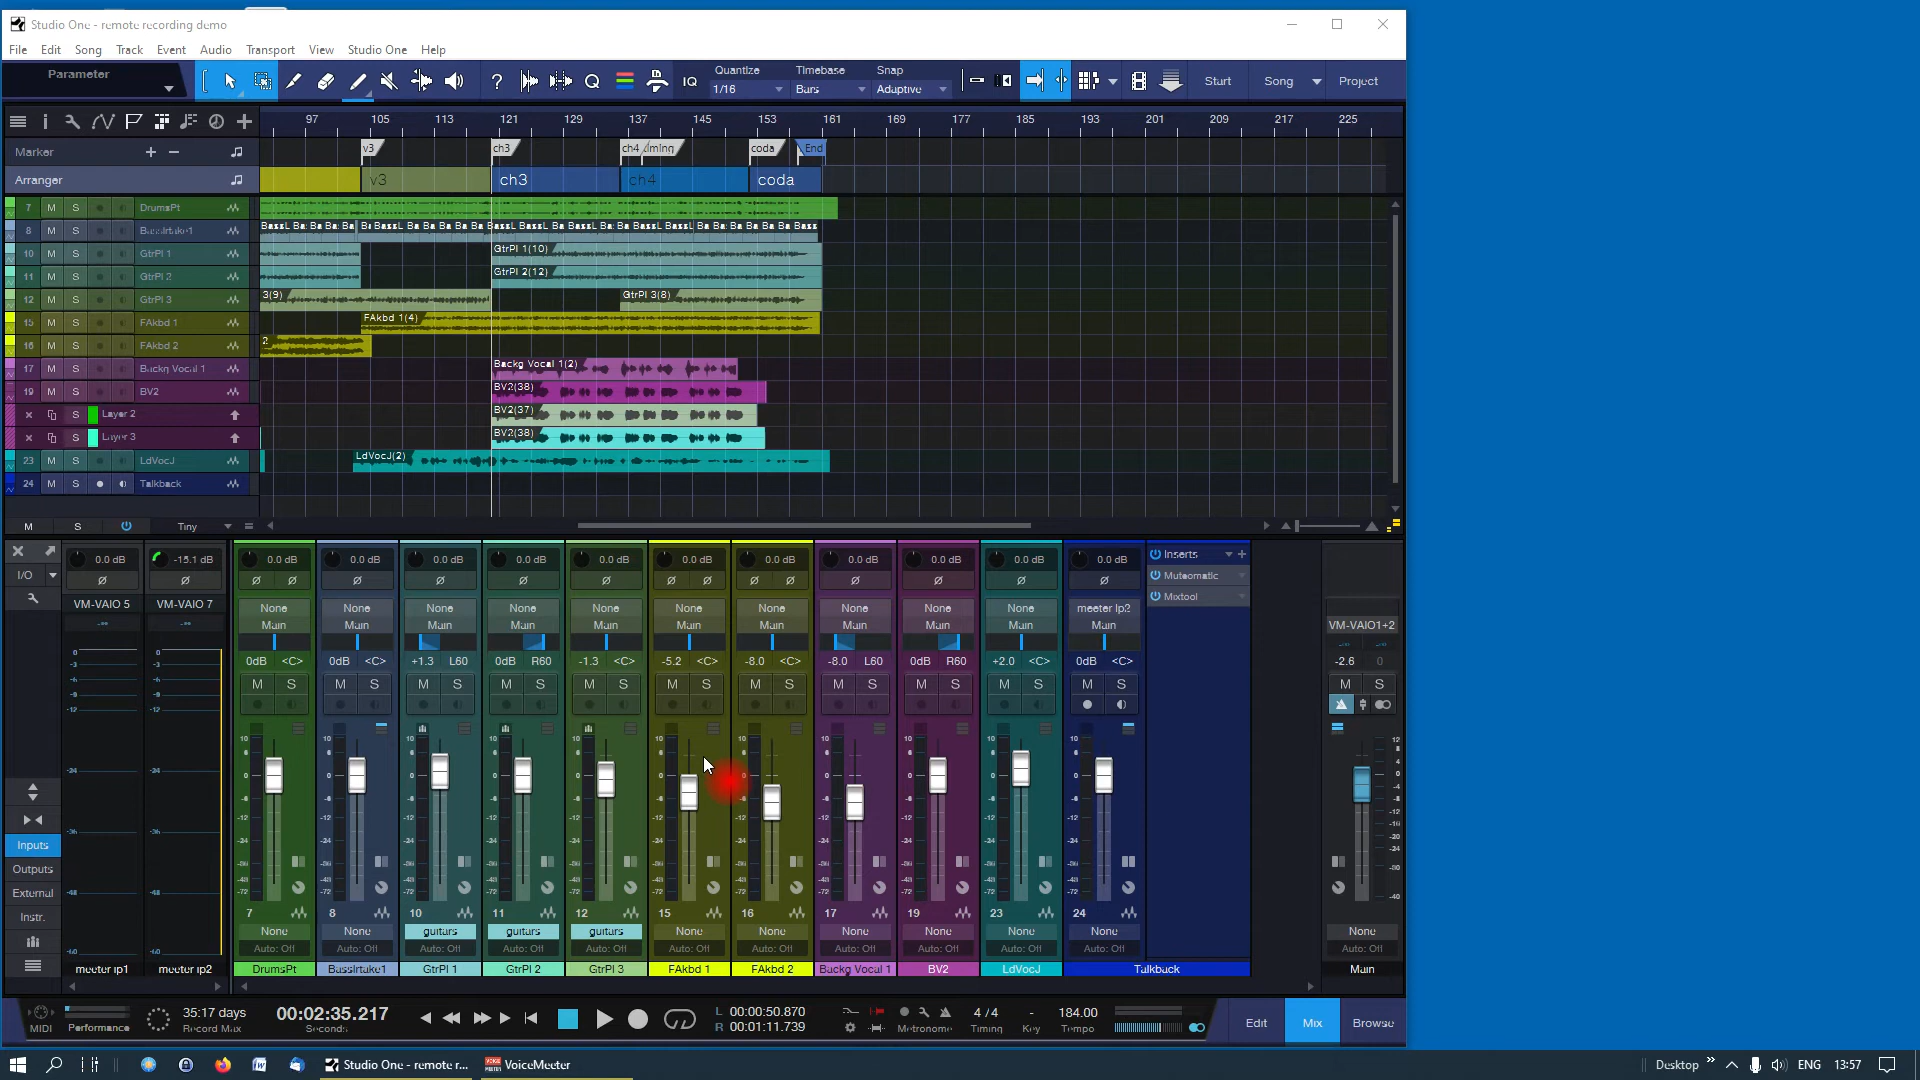 Studio One - remote recording demo
File Edit Song Track Event Audio Transport View Studio One Help
Parameter
Quantize Timebase Snap
1/16 Bars Adaptive
IQ
Start Song Project
97 105 113 121 129 137 145 153 161 169 177 185 193 201 209 217 225
Marker
v3 ch3 ch4 coda End
Arranger
v3 ch3 ch4 coda
7 M S DrumsPt
8 M S BassIrtake1
10 M S GtrPl 1 GtrPl 1(10)
11 M S GtrPl 2 GtrPl 2(12)
12 M S GtrPl 3 3(9) GtrPl 3(8)
15 M S FAkbd 1 FAkbd 1(4)
16 M S FAkbd 2 2
17 M S Backg Vocal 1 Backg Vocal 1(2)
19 M S BV2 BV2(38)
S Layer 2 BV2(37)
S Layer 3 BV2(38)
23 M S LdVocJ LdVocJ(2)
24 M S Talkback
M S Tiny
0.0 dB -15.1 dB 0.0 dB 0.0 dB 0.0 dB 0.0 dB 0.0 dB 0.0 dB 0.0 dB 0.0 dB 0.0 dB 0.0 dB 0.0 dB Inserts
I/O
Muteomatic
Mixtool
VM-VAIO 5 VM-VAIO 7 None None None None None None None None None None meeter Ip2
Main Main Main Main Main Main Main Main Main Main Main VM-VAIO1+2
0dB <C> 0dB <C> +1.3 L60 0dB R60 -1.3 <C> -5.2 <C> -8.0 <C> -8.0 L60 0dB R60 +2.0 <C> 0dB <C> -2.6 0
M S M S M S M S M S M S M S M S M S M S M S M S
Inputs
Outputs
External
Instr.
7 8 10 11 12 15 16 17 19 23 24
None None guitars guitars guitars None None None None None None None
Auto: Off Auto: Off Auto: Off Auto: Off Auto: Off Auto: Off Auto: Off Auto: Off Auto: Off Auto: Off Auto: Off Auto: Off
meeter ip1 meeter ip2 DrumsPt BassIrtake1 GtrPl 1 GtrPl 2 GtrPl 3 FAkbd 1 FAkbd 2 Backg Vocal 1 BV2 LdVocJ Talkback Main
MIDI Performance
35:17 days
Record Max
00:02:35.217
Seconds
L 00:00:50.870
R 00:01:11.739
Metronome
4 / 4
Timing
-
Key
184.00
Tempo
Edit Mix Browse
Studio One - remote r... VoiceMeeter
Desktop ENG 13:57